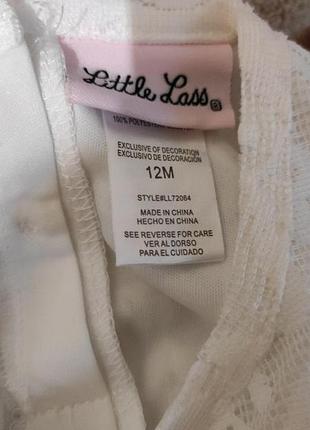 Little Lass ®
100% POLYESTER
EXCLUSIVE OF DECORATION
EXCLUSIVO DE DECORACIÓN
12M
STYLE#LL72064
MADE IN CHINA
HECHO EN CHINA
SEE REVERSE FOR CARE
VER AL DORSO
PARA EL CUIDADO